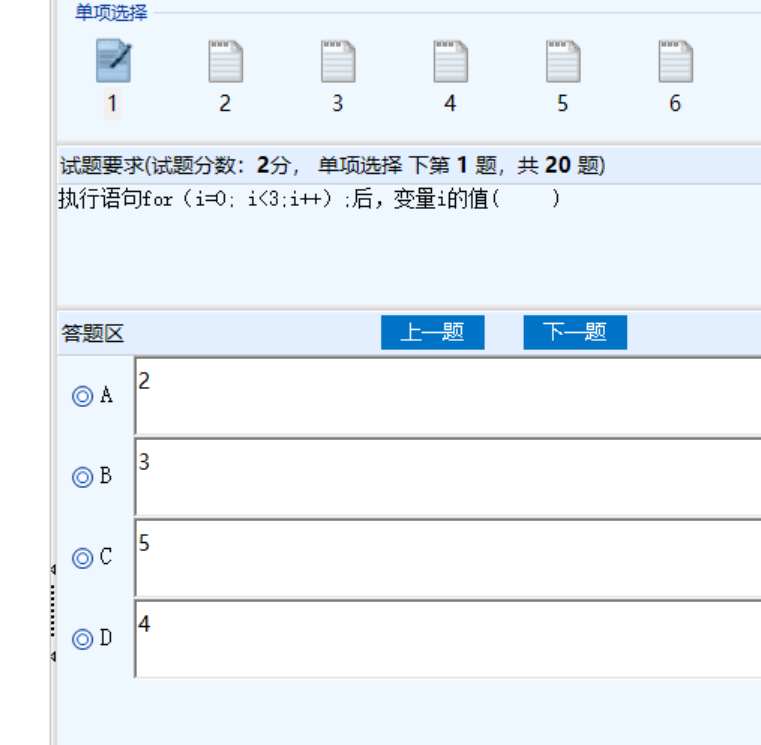 单项选择
1 2 3 4 5 6
试题要求(试题分数：2分， 单项选择 下第 1 题，共 20 题)
执行语句for（i=0; i<3;i++）;后，变量i的值(    )
答题区 上一题 下一题
A 2
B 3
C 5
D 4